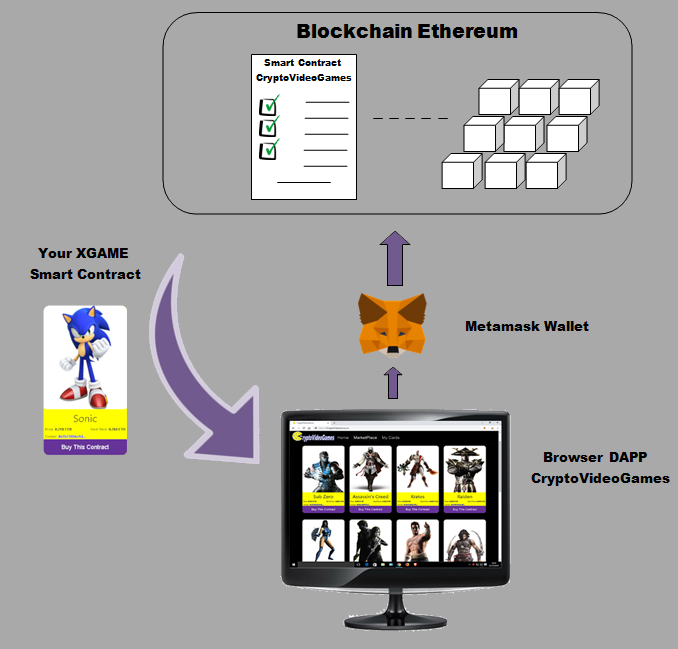 Blockchain Ethereum
Smart Contract
CryptoVideoGames
Your XGAME
Smart Contract
Sonic
Buy This Contract
Metamask Wallet
Browser DAPP
CryptoVideoGames
CryptoVideoGames Home MarketPlace My Cards
Sub Zero Assassin's Creed Kratos Raiden
Buy This Contract Buy This Contract Buy This Contract Buy This Contract